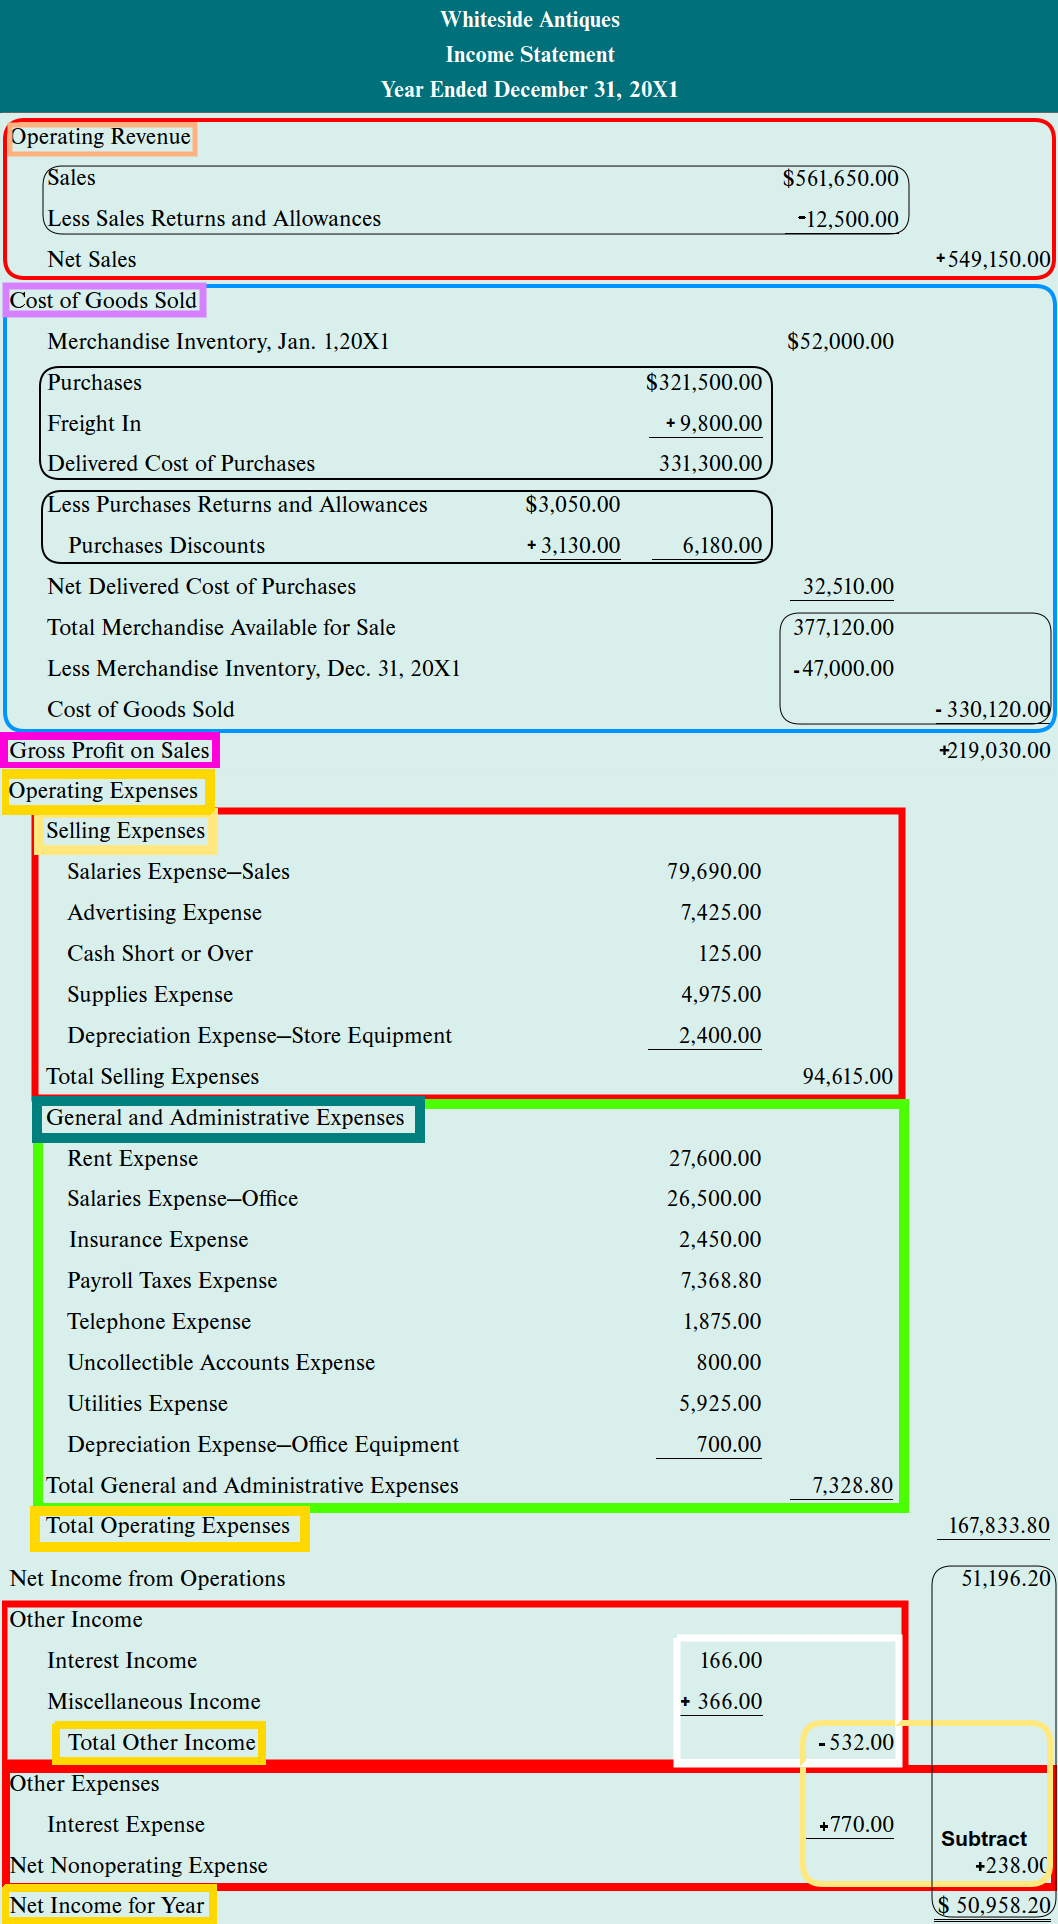 Whiteside Antiques
Income Statement
Year Ended December 31, 20X1
Operating Revenue
Sales $561,650.00
Less Sales Returns and Allowances -12,500.00
Net Sales +549,150.00
Cost of Goods Sold
Merchandise Inventory, Jan. 1,20X1 $52,000.00
Purchases $321,500.00
Freight In + 9,800.00
Delivered Cost of Purchases 331,300.00
Less Purchases Returns and Allowances $3,050.00
Purchases Discounts + 3,130.00 6,180.00
Net Delivered Cost of Purchases 32,510.00
Total Merchandise Available for Sale 377,120.00
Less Merchandise Inventory, Dec. 31, 20X1 -47,000.00
Cost of Goods Sold - 330,120.00
Gross Profit on Sales +219,030.00
Operating Expenses
Selling Expenses
Salaries Expense—Sales 79,690.00
Advertising Expense 7,425.00
Cash Short or Over 125.00
Supplies Expense 4,975.00
Depreciation Expense—Store Equipment 2,400.00
Total Selling Expenses 94,615.00
General and Administrative Expenses
Rent Expense 27,600.00
Salaries Expense—Office 26,500.00
Insurance Expense 2,450.00
Payroll Taxes Expense 7,368.80
Telephone Expense 1,875.00
Uncollectible Accounts Expense 800.00
Utilities Expense 5,925.00
Depreciation Expense—Office Equipment 700.00
Total General and Administrative Expenses 7,328.80
Total Operating Expenses 167,833.80
Net Income from Operations 51,196.20
Other Income
Interest Income 166.00
Miscellaneous Income + 366.00
Total Other Income -532.00
Other Expenses
Interest Expense +770.00
Subtract
Net Nonoperating Expense +238.00
Net Income for Year $ 50,958.20